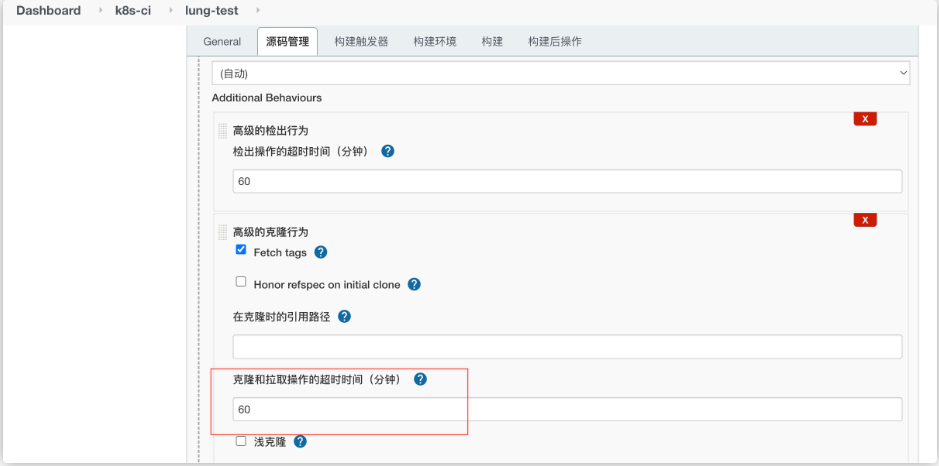 Dashboard k8s-ci lung-test
General 源码管理 构建触发器 构建环境 构建 构建后操作
(自动)
Additional Behaviours
X
高级的检出行为
检出操作的超时时间（分钟） ?
60
X
高级的克隆行为
Fetch tags ?
Honor refspec on initial clone ?
在克隆时的引用路径 ?
克隆和拉取操作的超时时间（分钟） ?
60
浅克隆 ?